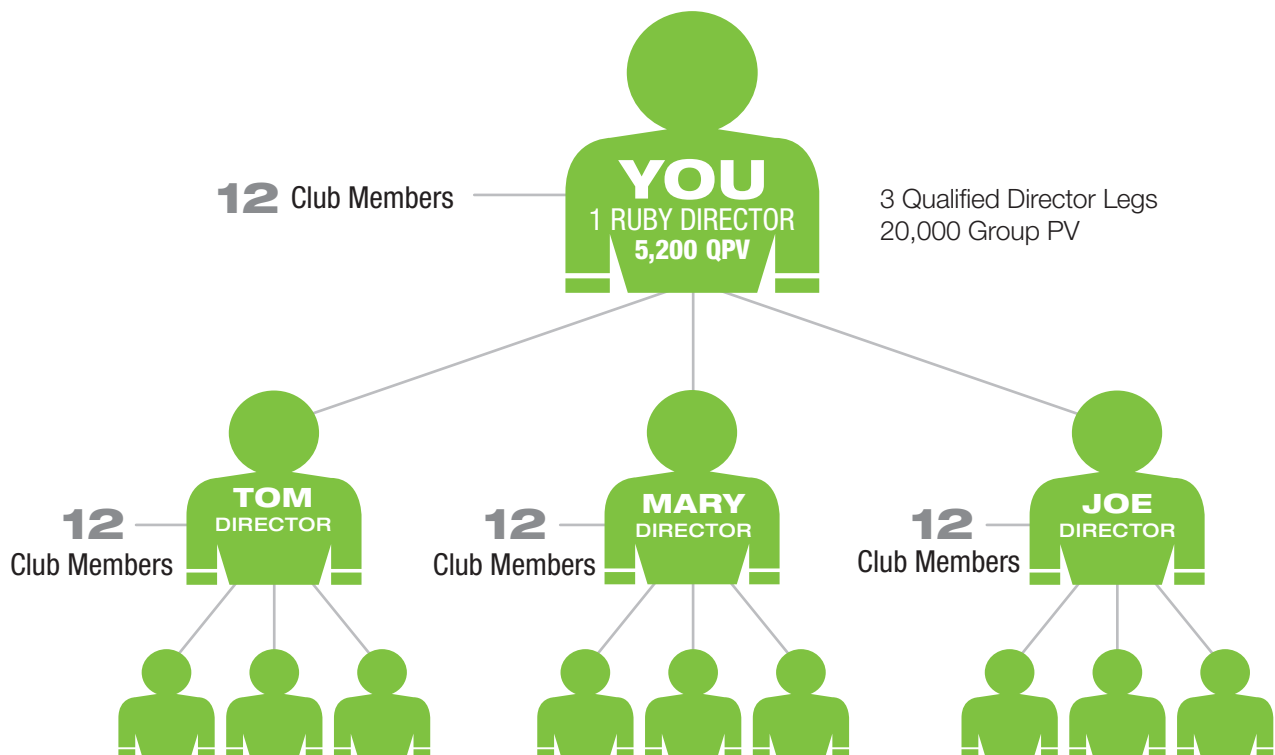 YOU
1 RUBY DIRECTOR
5,200 QPV
12 Club Members
3 Qualified Director Legs
20,000 Group PV
TOM
DIRECTOR
12
Club Members
MARY
DIRECTOR
12
Club Members
JOE
DIRECTOR
12
Club Members